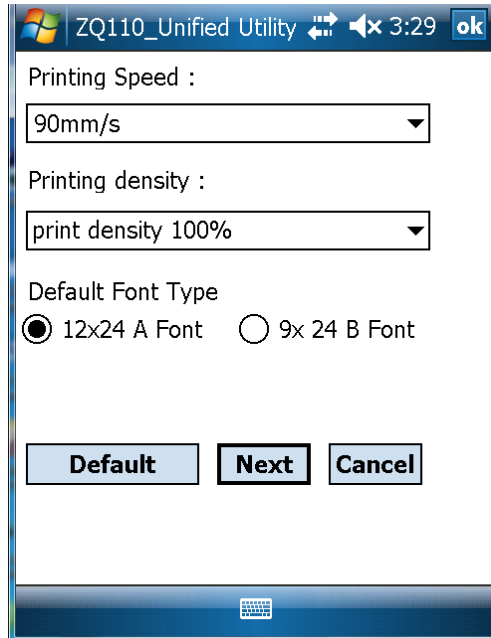 ZQ110_Unified Utility 3:29 ok
Printing Speed :
90mm/s
Printing density :
print density 100%
Default Font Type
12x24 A Font 9x 24 B Font
Default Next Cancel